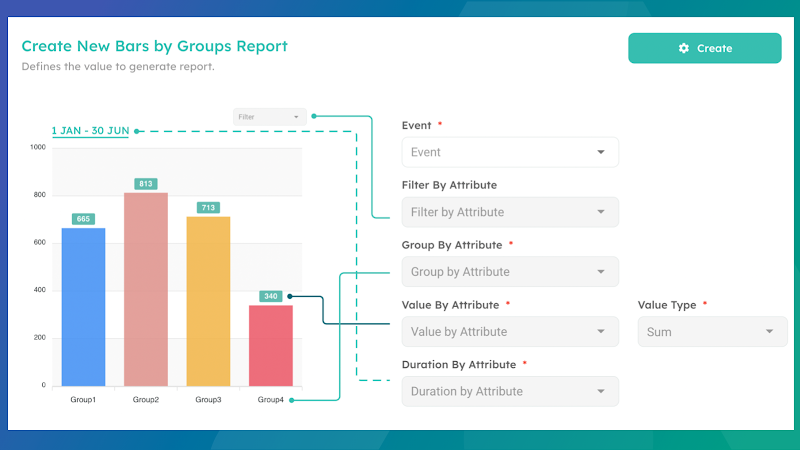 Create New Bars by Groups Report
Defines the value to generate report.
Create
Filter
1 JAN - 30 JUN
1000
800
600
400
200
0
665
813
713
340
Group1
Group2
Group3
Group4
Event *
Event
Filter By Attribute
Filter by Attribute
Group By Attribute *
Group by Attribute
Value By Attribute *
Value Type *
Value by Attribute
Sum
Duration By Attribute *
Duration by Attribute